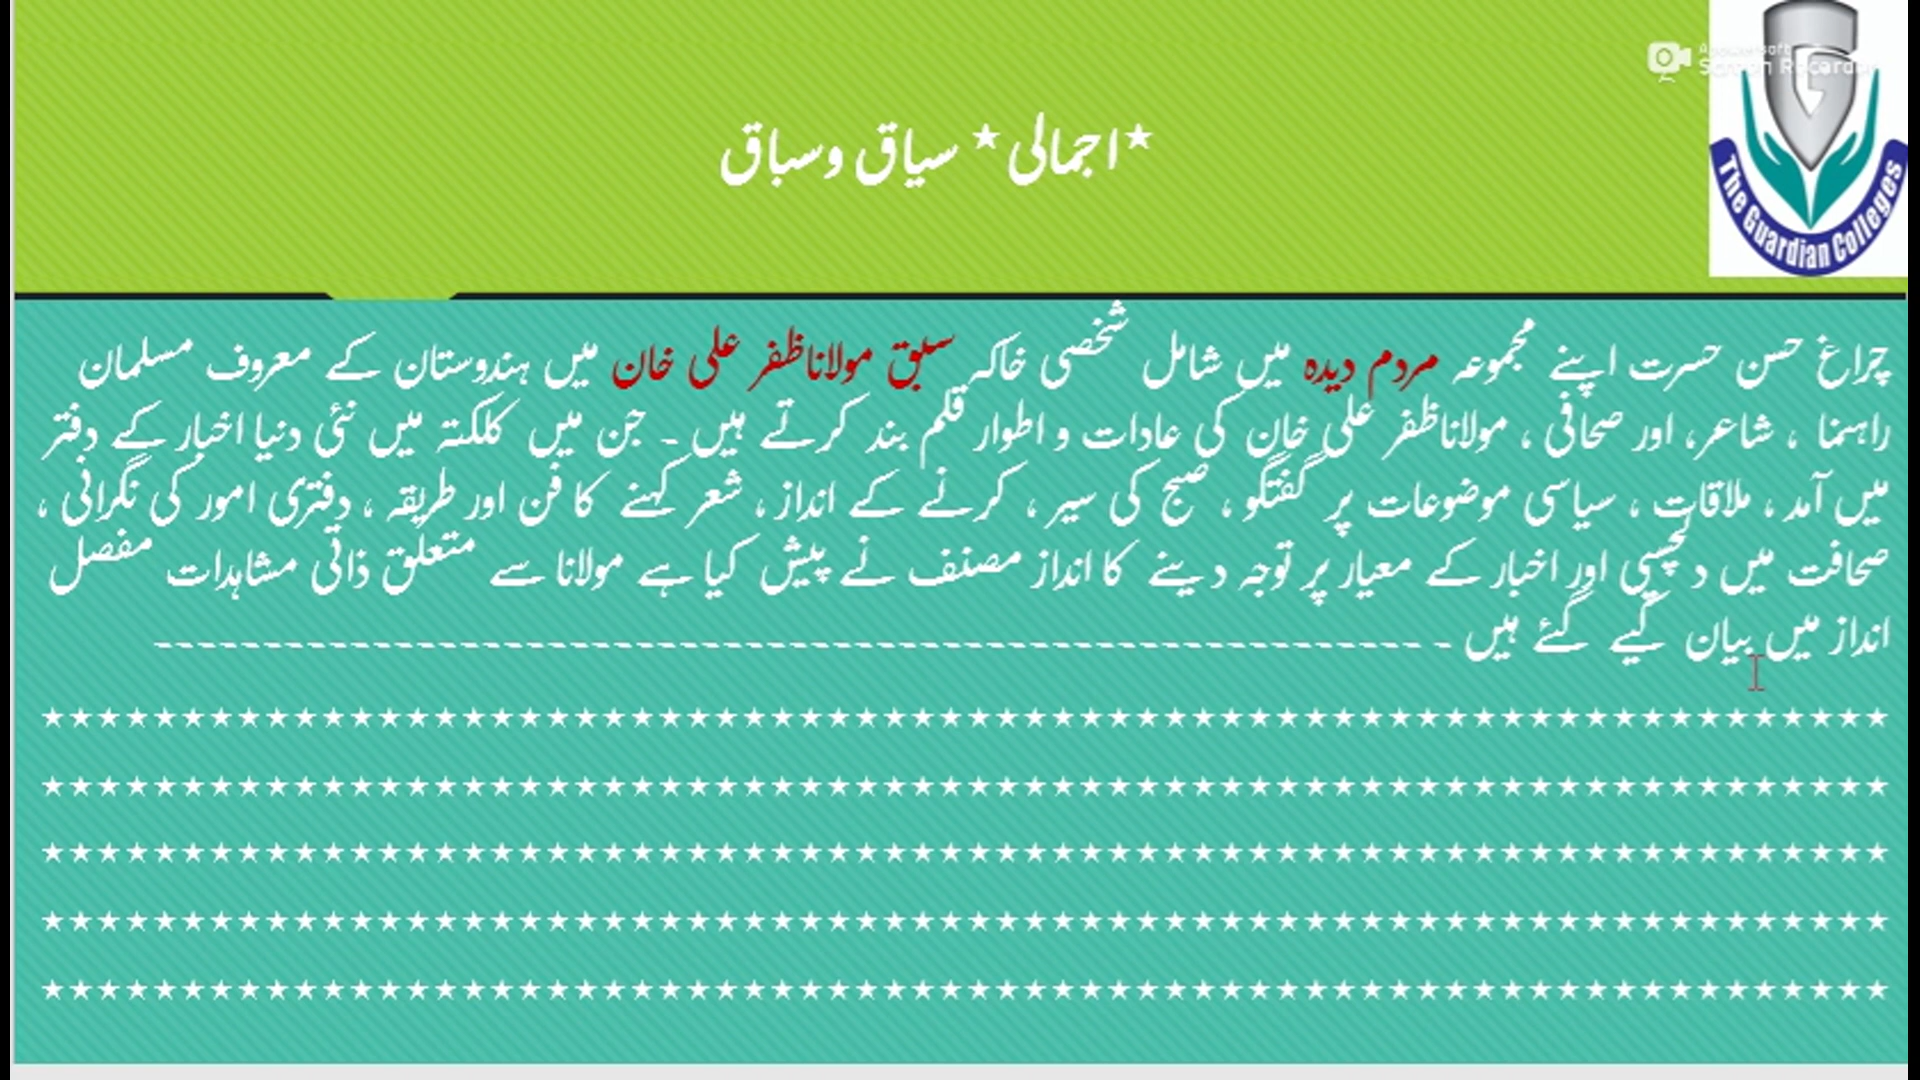 *اجمالی* سیاق وسباق
Apowersoft
Screen Recorder
The Guardian Colleges
چراغ حسن حسرت اپنے مجموعہ مردم دیدہ میں شامل شخصی خاکہ سبق مولاناظفر علی خان میں ہندوستان کے معروف مسلمان
راہنما ، شاعر، اور صحافی ، مولاناظفر علی خان کی عادات و اطوار قلم بند کرتے ہیں ۔ جن میں کلکتہ میں نئی دنیا اخبار کے دفتر
میں آمد ، ملاقات ، سیاسی موضوعات پر گفتگو ، صبح کی سیر ، کرنے کے انداز ، شعر کہنے کا فن اور طریقہ ، دفتری امور کی نگرانی ،
صحافت میں دلچسپی اور اخبار کے معیار پر توجہ دینے کا انداز مصنف نے پیش کیا ہے مولانا سے متعلق ذاتی مشاہدات مفصل
انداز میں بیان کیے گئے ہیں ۔ ------------------------------------------------
★★★★★★★★★★★★★★★★★★★★★★★★★★★★★★★★★★★★★★★★★★★★★★★★★★★★★★★★★★★★★★★★★★
★★★★★★★★★★★★★★★★★★★★★★★★★★★★★★★★★★★★★★★★★★★★★★★★★★★★★★★★★★★★★★★★★★
★★★★★★★★★★★★★★★★★★★★★★★★★★★★★★★★★★★★★★★★★★★★★★★★★★★★★★★★★★★★★★★★★★
★★★★★★★★★★★★★★★★★★★★★★★★★★★★★★★★★★★★★★★★★★★★★★★★★★★★★★★★★★★★★★★★★★
★★★★★★★★★★★★★★★★★★★★★★★★★★★★★★★★★★★★★★★★★★★★★★★★★★★★★★★★★★★★★★★★★★